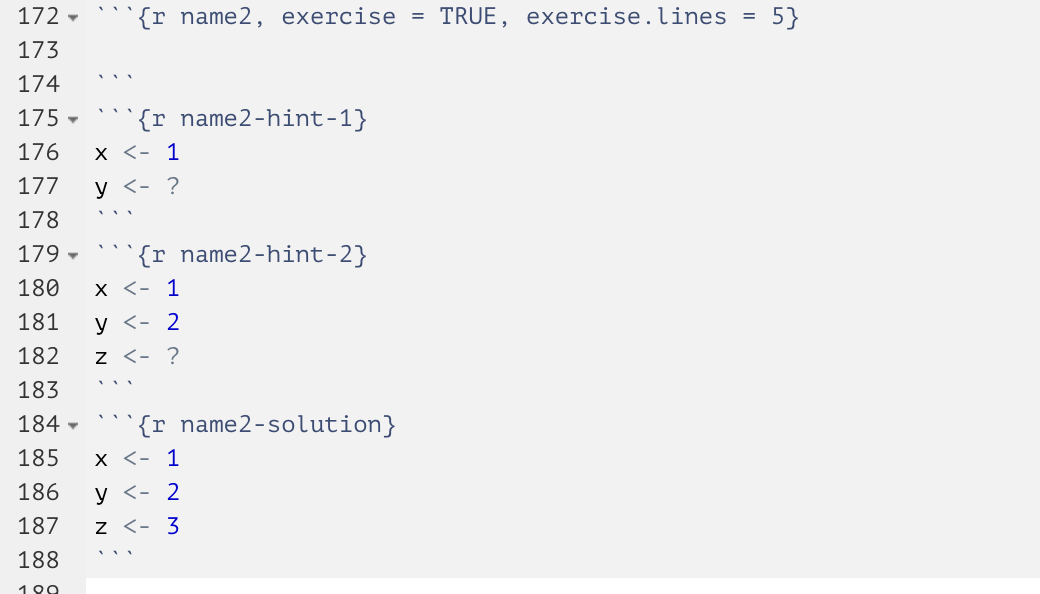 172 ```{r name2, exercise = TRUE, exercise.lines = 5}
173
174 ```
175 ```{r name2-hint-1}
176 x <- 1
177 y <- ?
178 ```
179 ```{r name2-hint-2}
180 x <- 1
181 y <- 2
182 z <- ?
183 ```
184 ```{r name2-solution}
185 x <- 1
186 y <- 2
187 z <- 3
188 ```
189